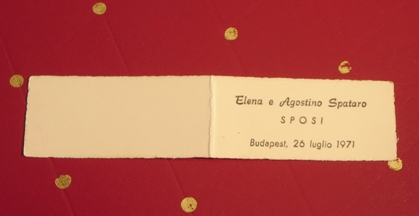 Elena e Agostino Spataro
SPOSI
Budapest, 26 luglio 1971